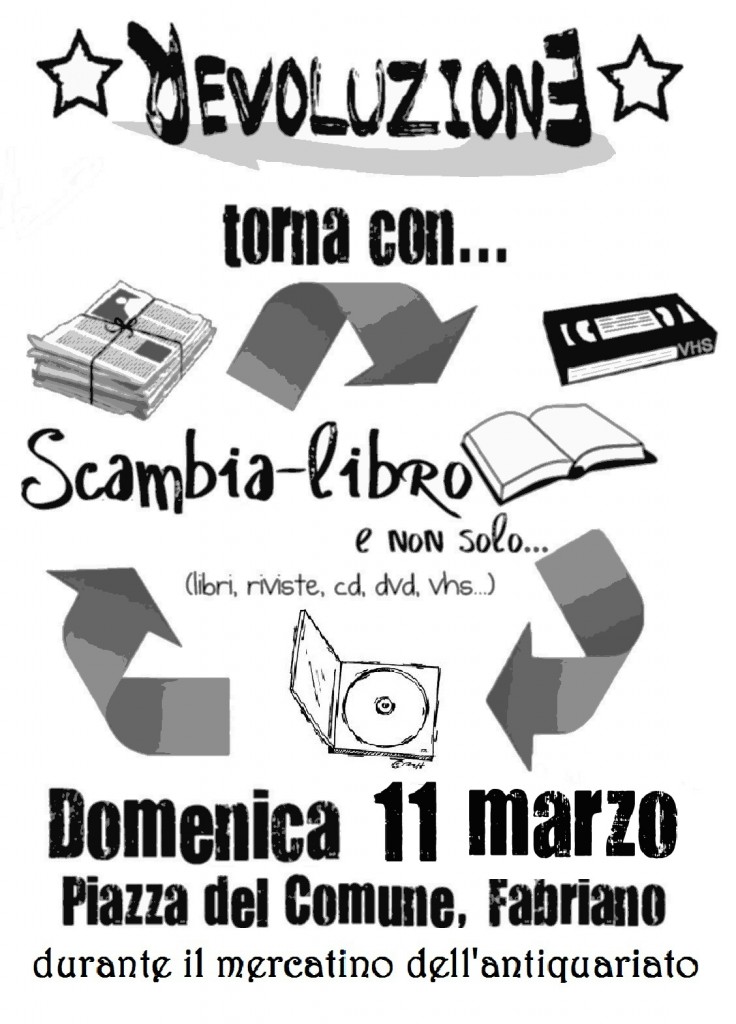 REVOLUZIONE
torna con...
VHS
Scambia-libro
e non solo...
(libri, riviste, cd, dvd, vhs...)
Domenica 11 marzo
Piazza del Comune, Fabriano
durante il mercatino dell'antiquariato